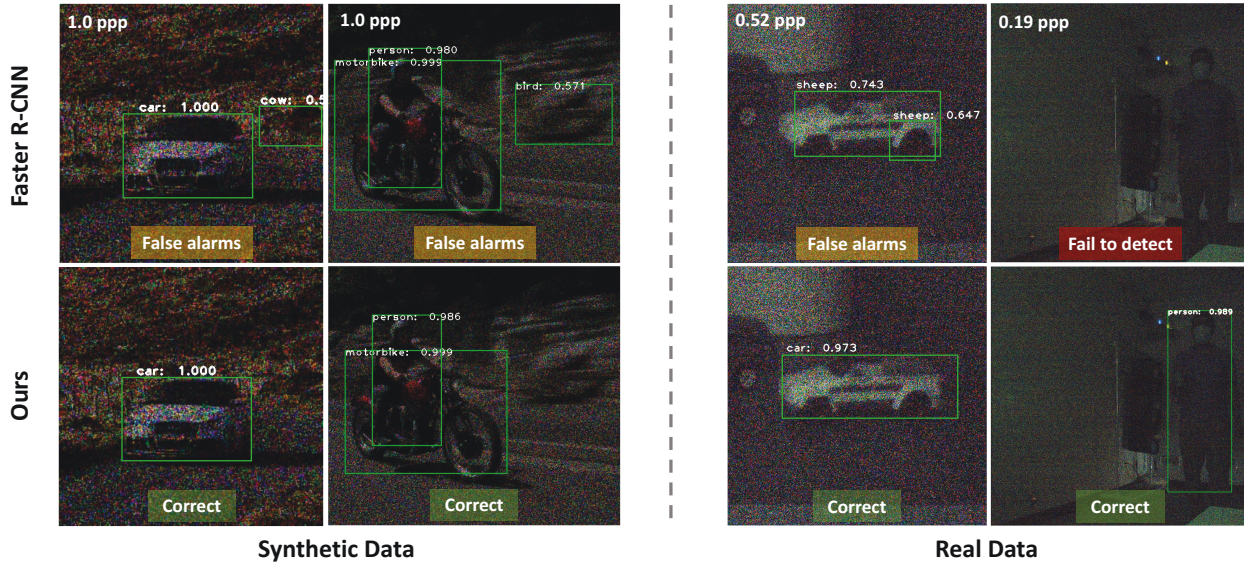 Faster R-CNN
1.0 ppp
car: 1.000
cow: 0.5
False alarms
1.0 ppp
person: 0.980
motorbike: 0.999
bird: 0.571
False alarms
0.52 ppp
sheep: 0.743
sheep: 0.647
False alarms
0.19 ppp
Fail to detect
Ours
car: 1.000
Correct
person: 0.986
motorbike: 0.999
Correct
car: 0.973
Correct
person: 0.989
Correct
Synthetic Data
Real Data